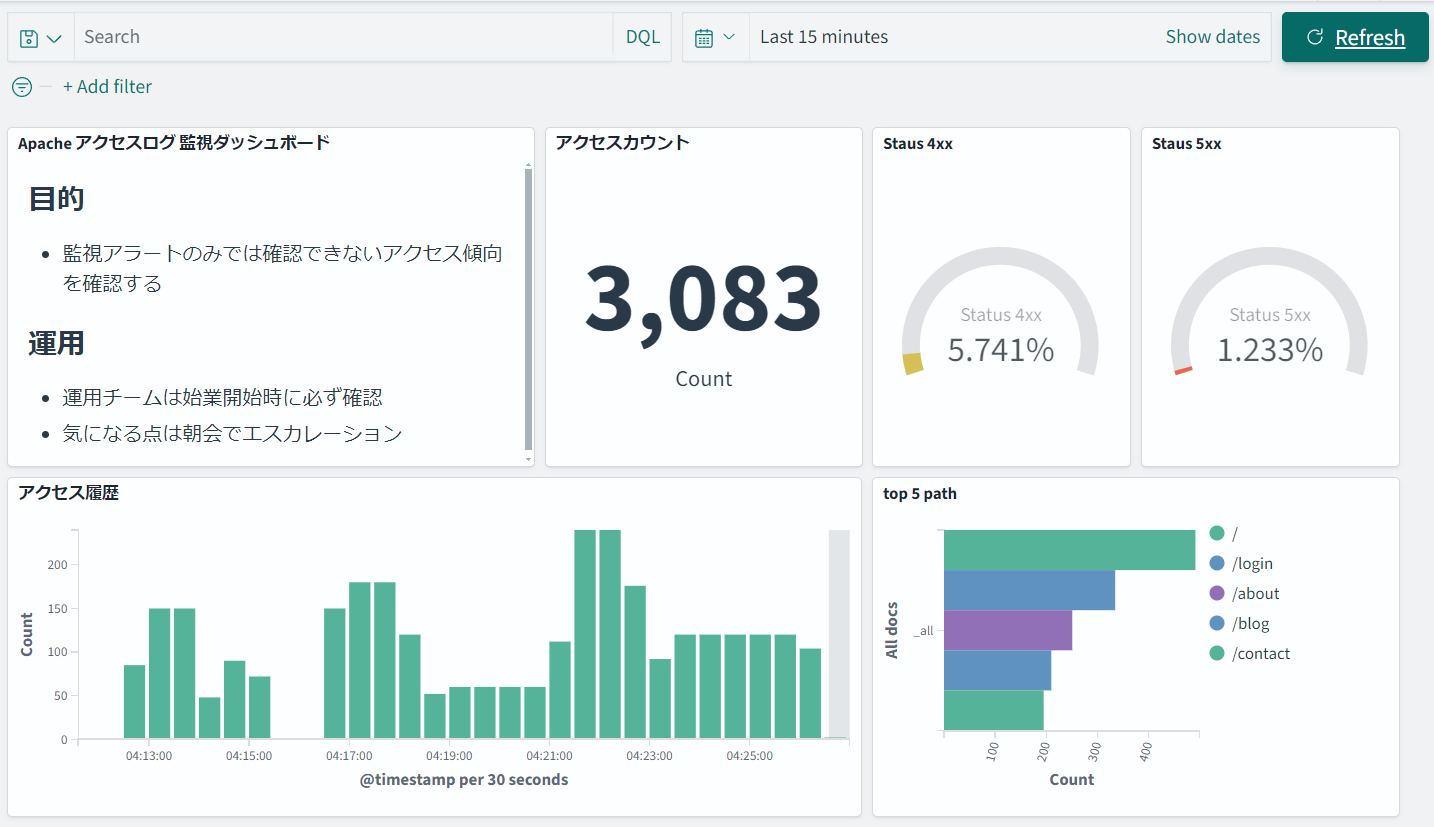 Search
DQL
Last 15 minutes
Show dates
Refresh
+ Add filter
Apache アクセスログ 監視ダッシュボード
目的
監視アラートのみでは確認できないアクセス傾向
を確認する
運用
運用チームは始業開始時に必ず確認
気になる点は朝会でエスカレーション
アクセスカウント
3,083
Count
Staus 4xx
Status 4xx
5.741%
Staus 5xx
Status 5xx
1.233%
アクセス履歴
Count
200
150
100
50
0
04:13:00
04:15:00
04:17:00
04:19:00
04:21:00
04:23:00
04:25:00
@timestamp per 30 seconds
top 5 path
All docs
_all
100
200
300
400
Count
/
/login
/about
/blog
/contact